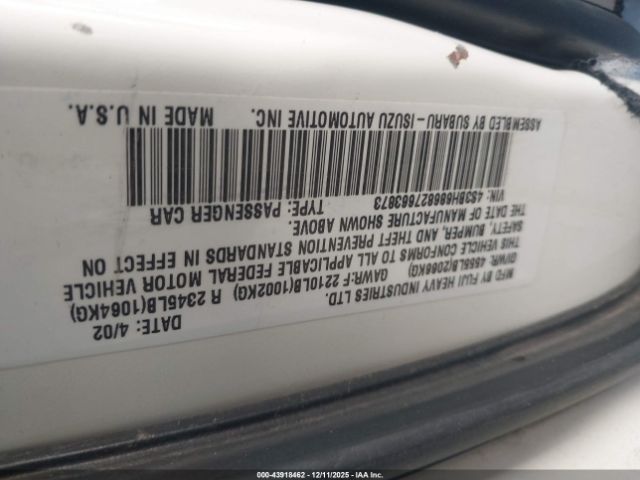 MFD BY FUJI HEAVY INDUSTRIES LTD. DATE: 4/02
GVWR: 4555LB(2066KG) GAWR:F 2210LB(1002KG) R 2345LB(1064KG)
THIS VEHICLE CONFORMS TO ALL APPLICABLE FEDERAL MOTOR VEHICLE
SAFETY, BUMPER, AND THEFT PREVENTION STANDARDS IN EFFECT ON
THE DATE OF MANUFACTURE SHOWN ABOVE.
VIN: 4S3BH686827663873 TYPE: PASSENGER CAR
ASSEMBLED BY SUBARU-ISUZU AUTOMOTIVE INC. MADE IN U.S.A.
000-43918462 - 12/11/2025 - IAA Inc.